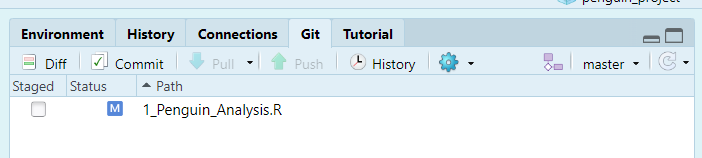 penguin_project
Environment History Connections Git Tutorial
Diff Commit Pull Push History master
Staged Status Path
M 1_Penguin_Analysis.R